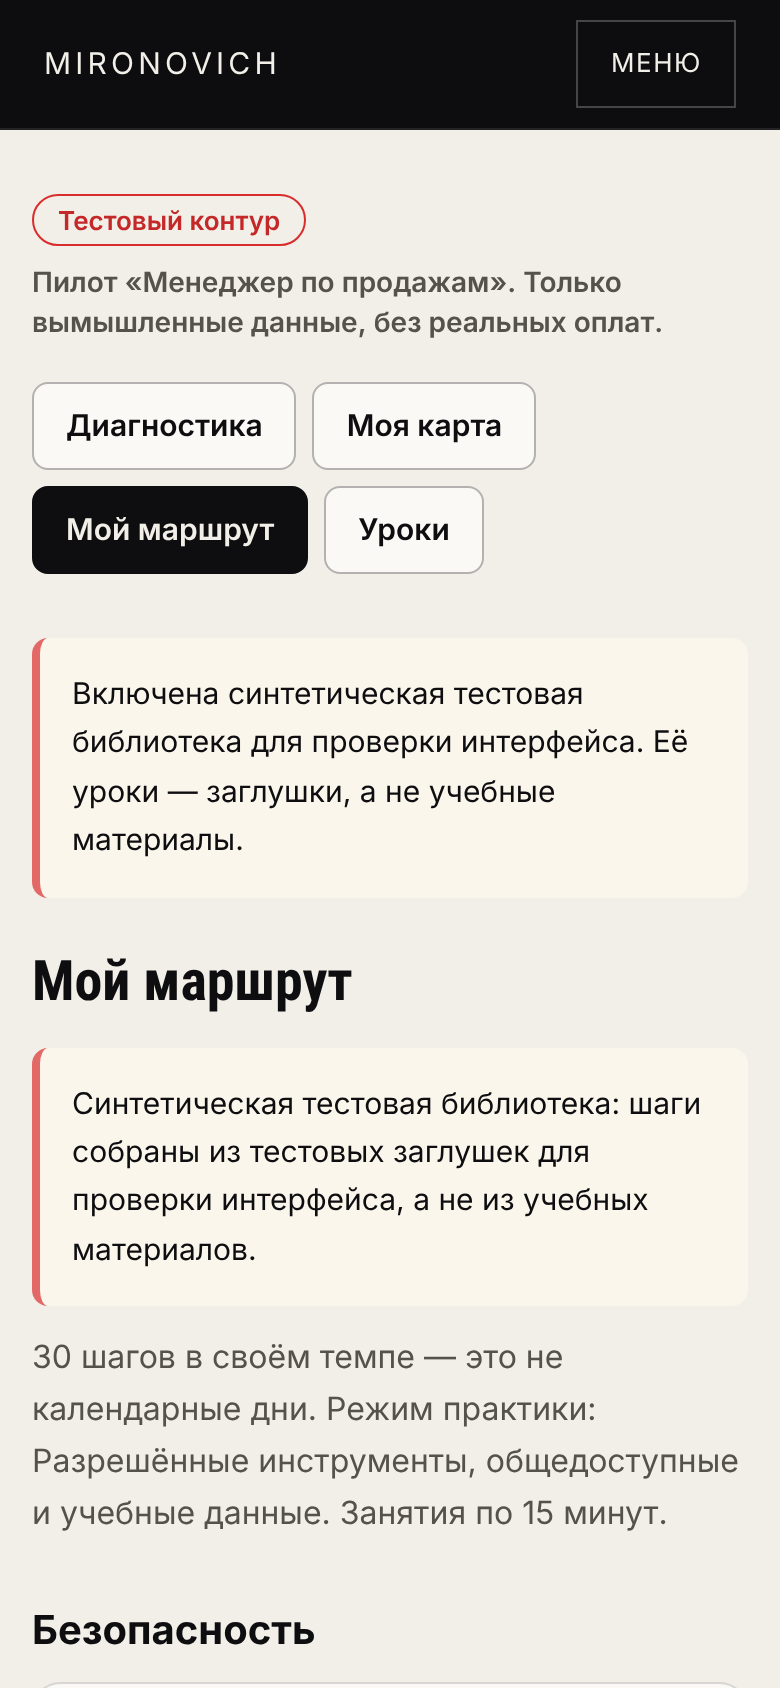 MIRONOVICH
МЕНЮ
Тестовый контур
Пилот «Менеджер по продажам». Только
вымышленные данные, без реальных оплат.
Диагностика
Моя карта
Мой маршрут
Уроки
Включена синтетическая тестовая
библиотека для проверки интерфейса. Её
уроки — заглушки, а не учебные
материалы.
Мой маршрут
Синтетическая тестовая библиотека: шаги
собраны из тестовых заглушек для
проверки интерфейса, а не из учебных
материалов.
30 шагов в своём темпе — это не
календарные дни. Режим практики:
Разрешённые инструменты, общедоступные
и учебные данные. Занятия по 15 минут.
Безопасность